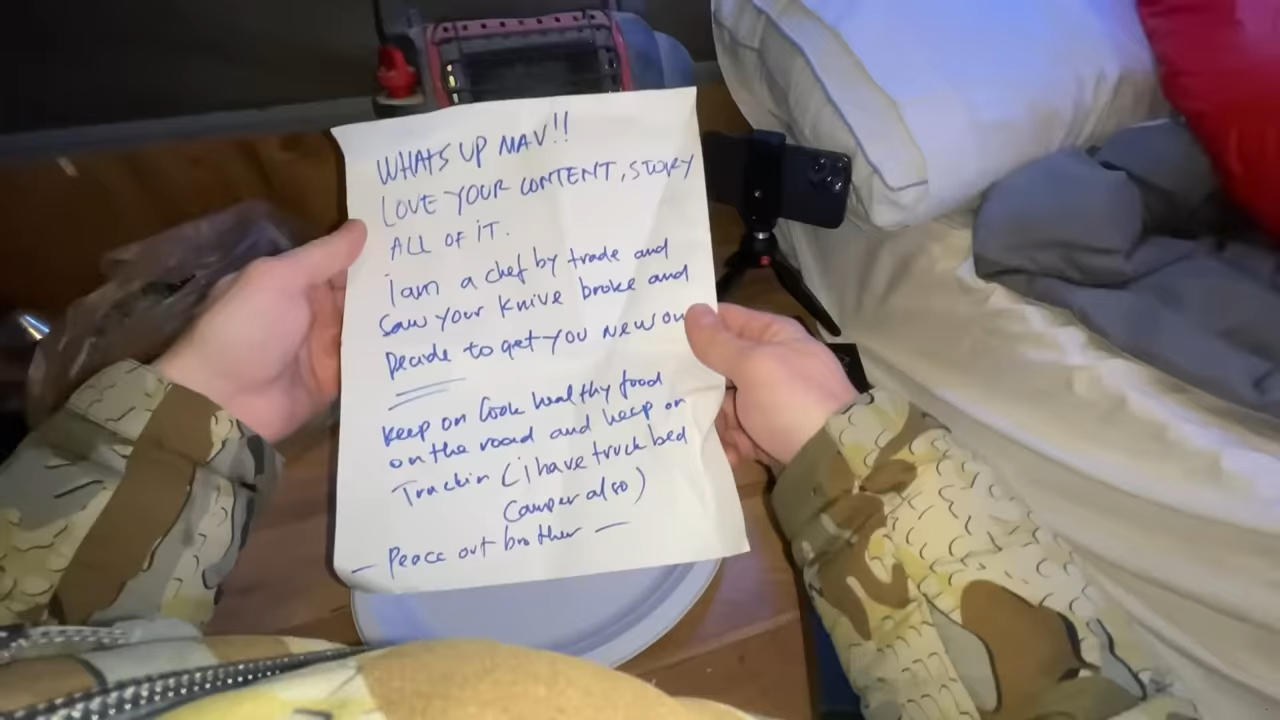 WHATS UP MAV!!
LOVE YOUR CONTENT, STORY
ALL OF IT.
i am a chef by trade and
Saw your knive broke and
Decide to get you new on
keep on Cook healthy food
on the road and keep on
Truckin (i have truck bed
Camper also)
— Peace out brother —